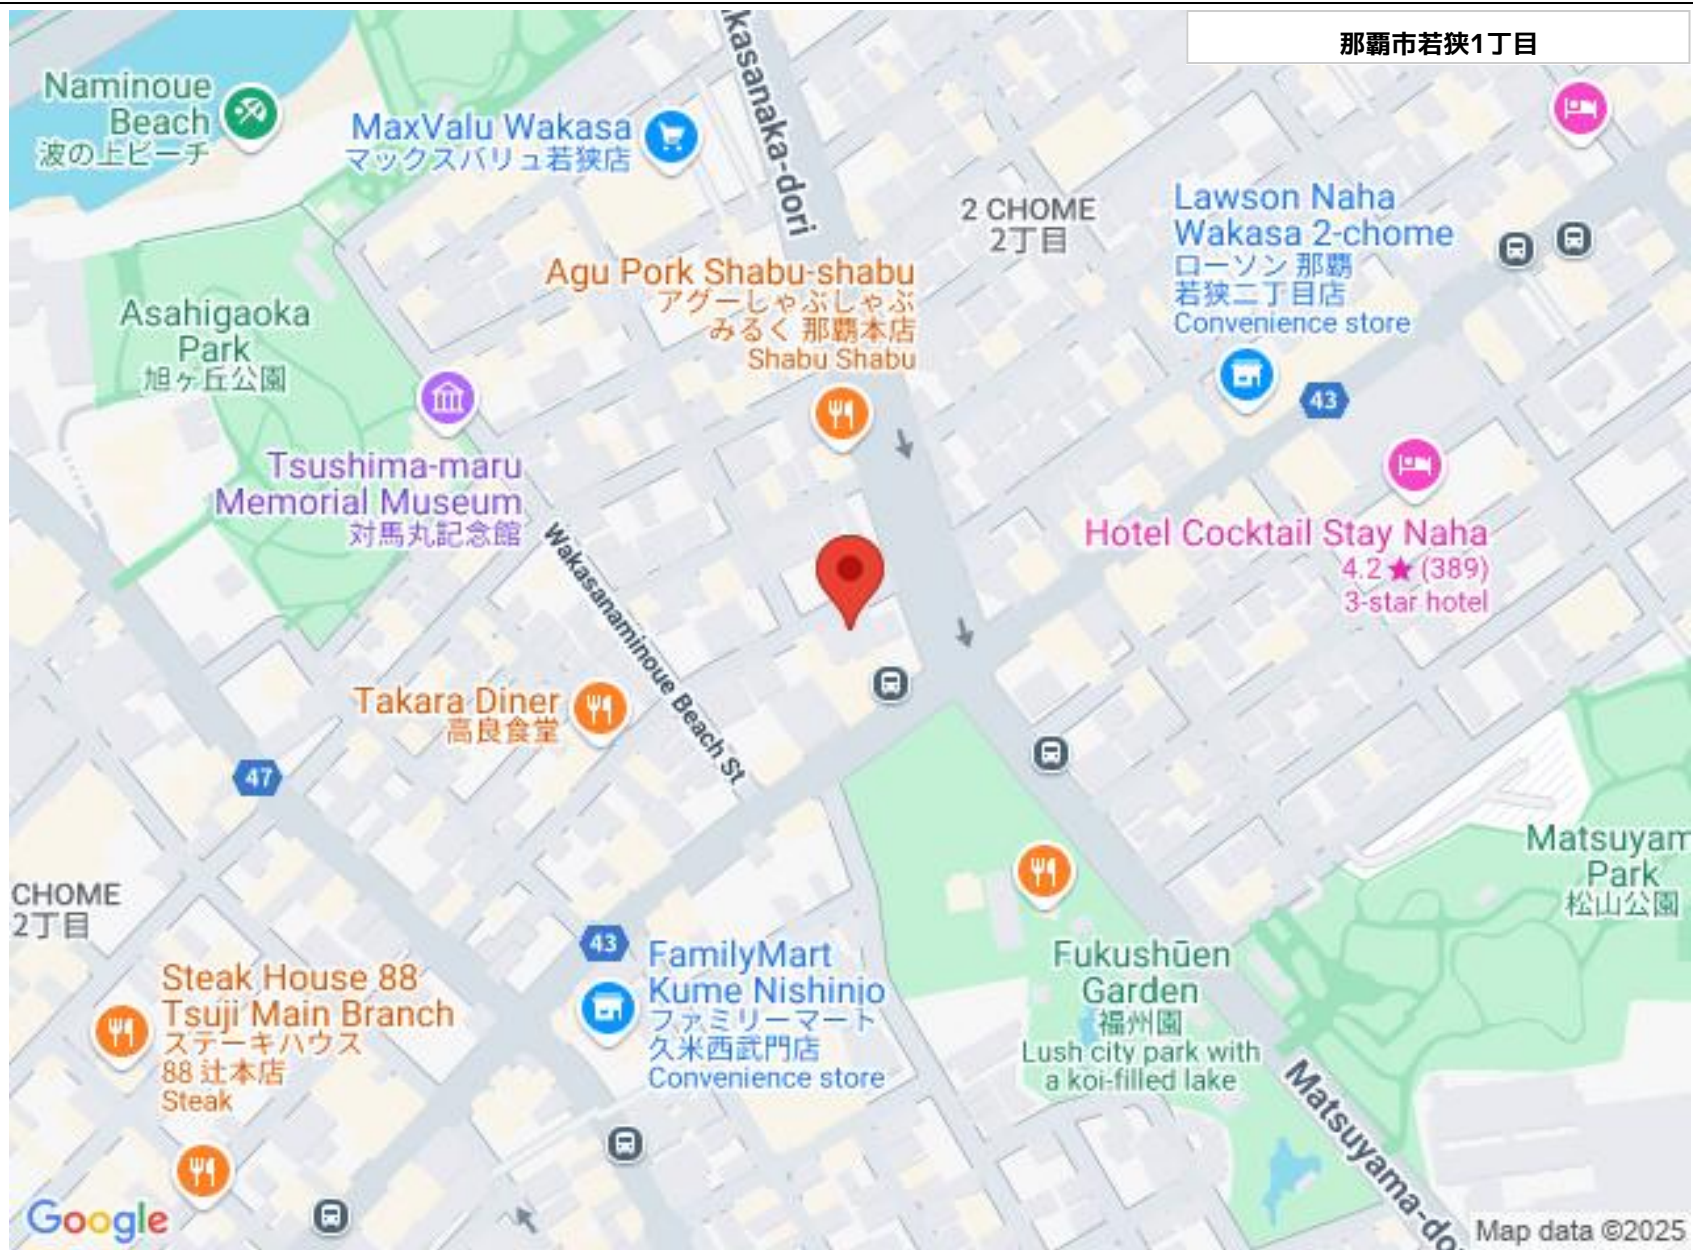 那覇市若狭1丁目
kasanaka-dori
Naminoue
Beach
波の上ビーチ
MaxValu Wakasa
マックスバリュ若狭店
2 CHOME
2丁目
Lawson Naha
Wakasa 2-chome
ローソン 那覇
若狭二丁目店
Convenience store
Agu Pork Shabu-shabu
アグーしゃぶしゃぶ
みるく 那覇本店
Shabu Shabu
Asahigaoka
Park
旭ヶ丘公園
43
Tsushima-maru
Memorial Museum
対馬丸記念館
Hotel Cocktail Stay Naha
4.2★(389)
3-star hotel
Wakasanaminoue Beach St
Takara Diner
高良食堂
47
Matsuyam
Park
松山公園
CHOME
2丁目
43
FamilyMart
Kume Nishinjo
ファミリーマート
久米西武門店
Convenience store
Fukushūen
Garden
福州園
Lush city park with
a koi-filled lake
Steak House 88
Tsuji Main Branch
ステーキハウス
88 辻本店
Steak
Matsuyama-do
Google
Map data ©2025